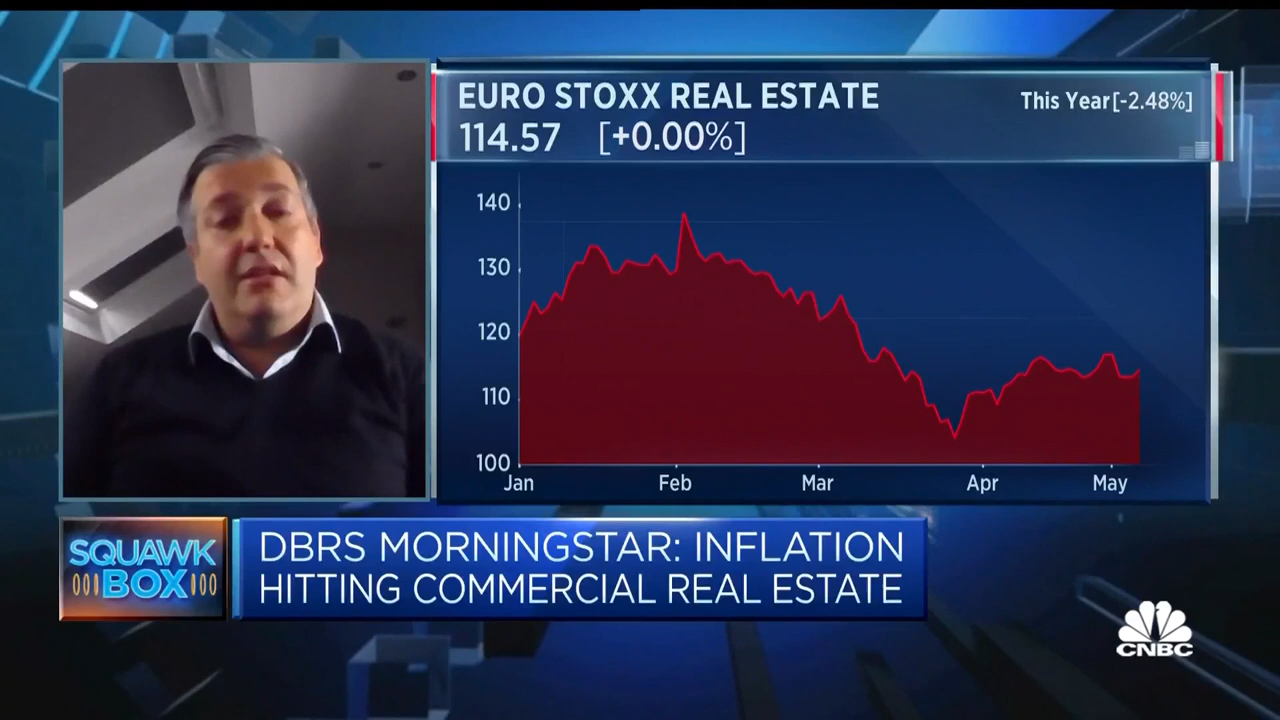 EURO STOXX REAL ESTATE
This Year[-2.48%]
114.57 [+0.00%]
140
130
120
110
100
Jan Feb Mar Apr May
SQUAWK
BOX
DBRS MORNINGSTAR: INFLATION
HITTING COMMERCIAL REAL ESTATE
CNBC